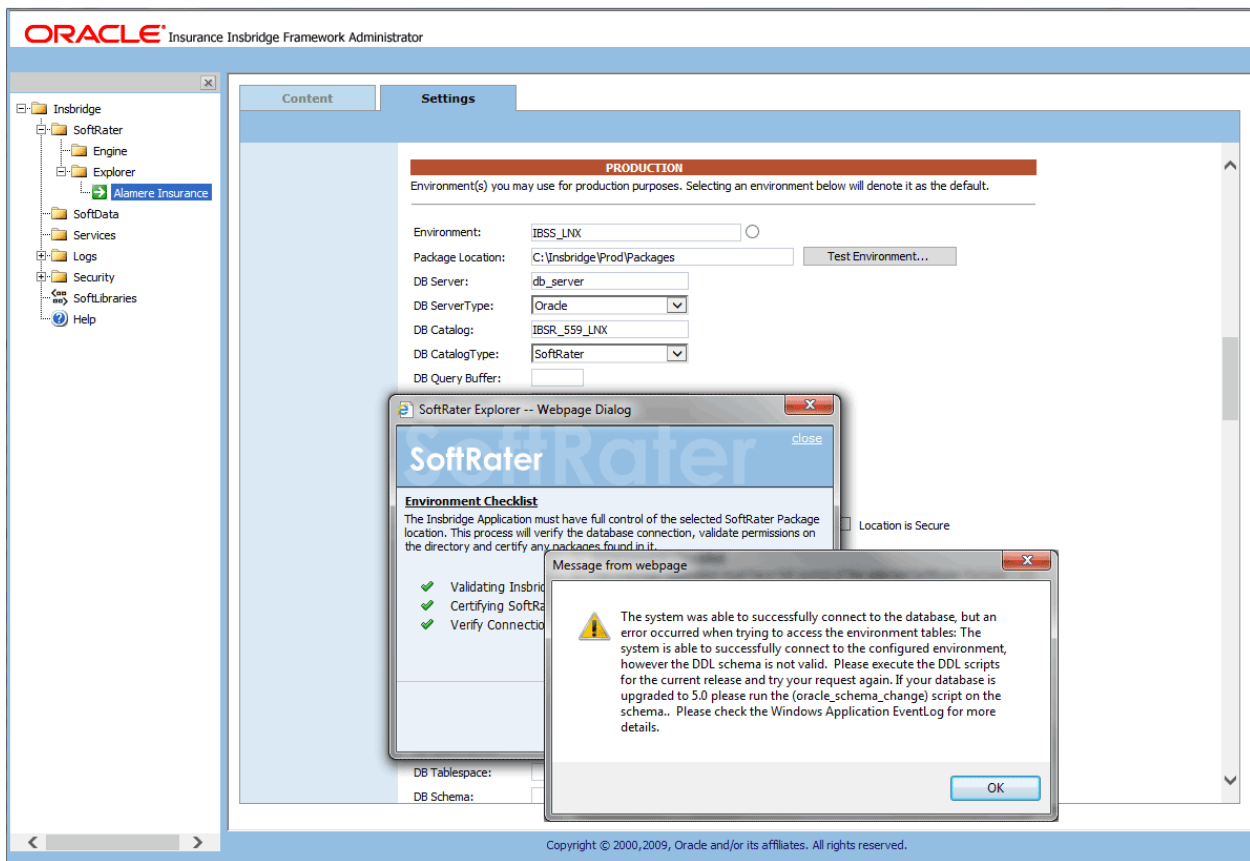 ORACLE Insurance Insbridge Framework Administrator
Insbridge
SoftRater
Engine
Explorer
Alamere Insurance
SoftData
Services
Logs
Security
SoftLibraries
Help
Content
Settings
PRODUCTION
Environment(s) you may use for production purposes. Selecting an environment below will denote it as the default.
Environment: IBSS_LNX
Package Location: C:\Insbridge\Prod\Packages Test Environment...
DB Server: db_server
DB ServerType: Oracle
DB Catalog: IBSR_559_LNX
DB CatalogType: SoftRater
DB Query Buffer:
Location is Secure
DB Tablespace:
DB Schema:
SoftRater Explorer -- Webpage Dialog
close
SoftRater
SoftRater
Environment Checklist
The Insbridge Application must have full control of the selected SoftRater Package
location. This process will verify the database connection, validate permissions on
the directory and certify any packages found in it.
Validating
Certifying
Verify
Message from webpage
The system was able to successfully connect to the database, but an
error occurred when trying to access the environment tables: The
system is able to successfully connect to the configured environment,
however the DDL schema is not valid.  Please execute the DDL scripts
for the current release and try your request again. If your database is
upgraded to 5.0 please run the (oracle_schema_change) script on the
schema..  Please check the Windows Application EventLog for more
details.
OK
Copyright © 2000,2009, Oracle and/or its affiliates. All rights reserved.